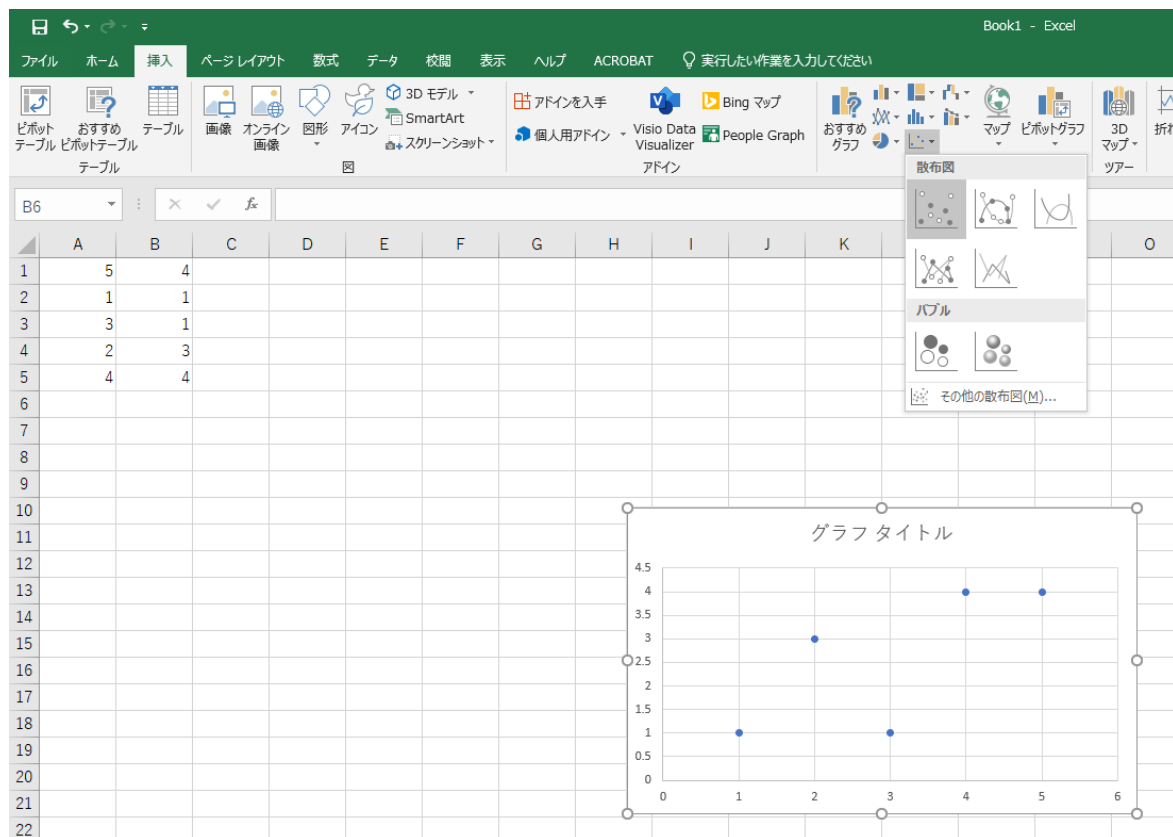 Book1 - Excel
ファイル ホーム 挿入 ページ レイアウト 数式 データ 校閲 表示 ヘルプ ACROBAT 実行したい作業を入力してください
ピボット
テーブル
おすすめ
ピボットテーブル
テーブル
テーブル
画像
オンライン
画像
図形
アイコン
3D モデル
SmartArt
スクリーンショット
図
アドインを入手
個人用アドイン
Visio Data
Visualizer
Bing マップ
People Graph
アドイン
おすすめ
グラフ
マップ
ピボットグラフ
3D
マップ
ツアー
折れ
散布図
バブル
その他の散布図(M)...
B6
fx
A B C D E F G H I J K O
1 5 4
2 1 1
3 3 1
4 2 3
5 4 4
6
7
8
9
10
11
12
13
14
15
16
17
18
19
20
21
22
グラフ タイトル
4.5
4
3.5
3
2.5
2
1.5
1
0.5
0
0 1 2 3 4 5 6